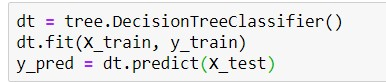 dt = tree.DecisionTreeClassifier()
dt.fit(X_train, y_train)
y_pred = dt.predict(X_test)